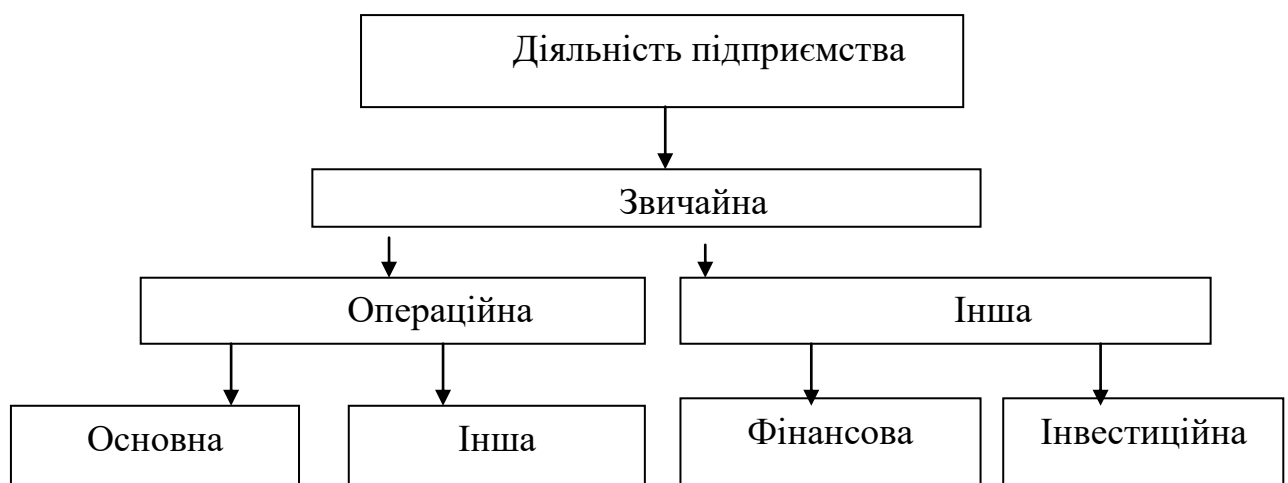 Діяльність підприємства
Звичайна
Операційна
Інша
Основна
Інша
Фінансова
Інвестиційна